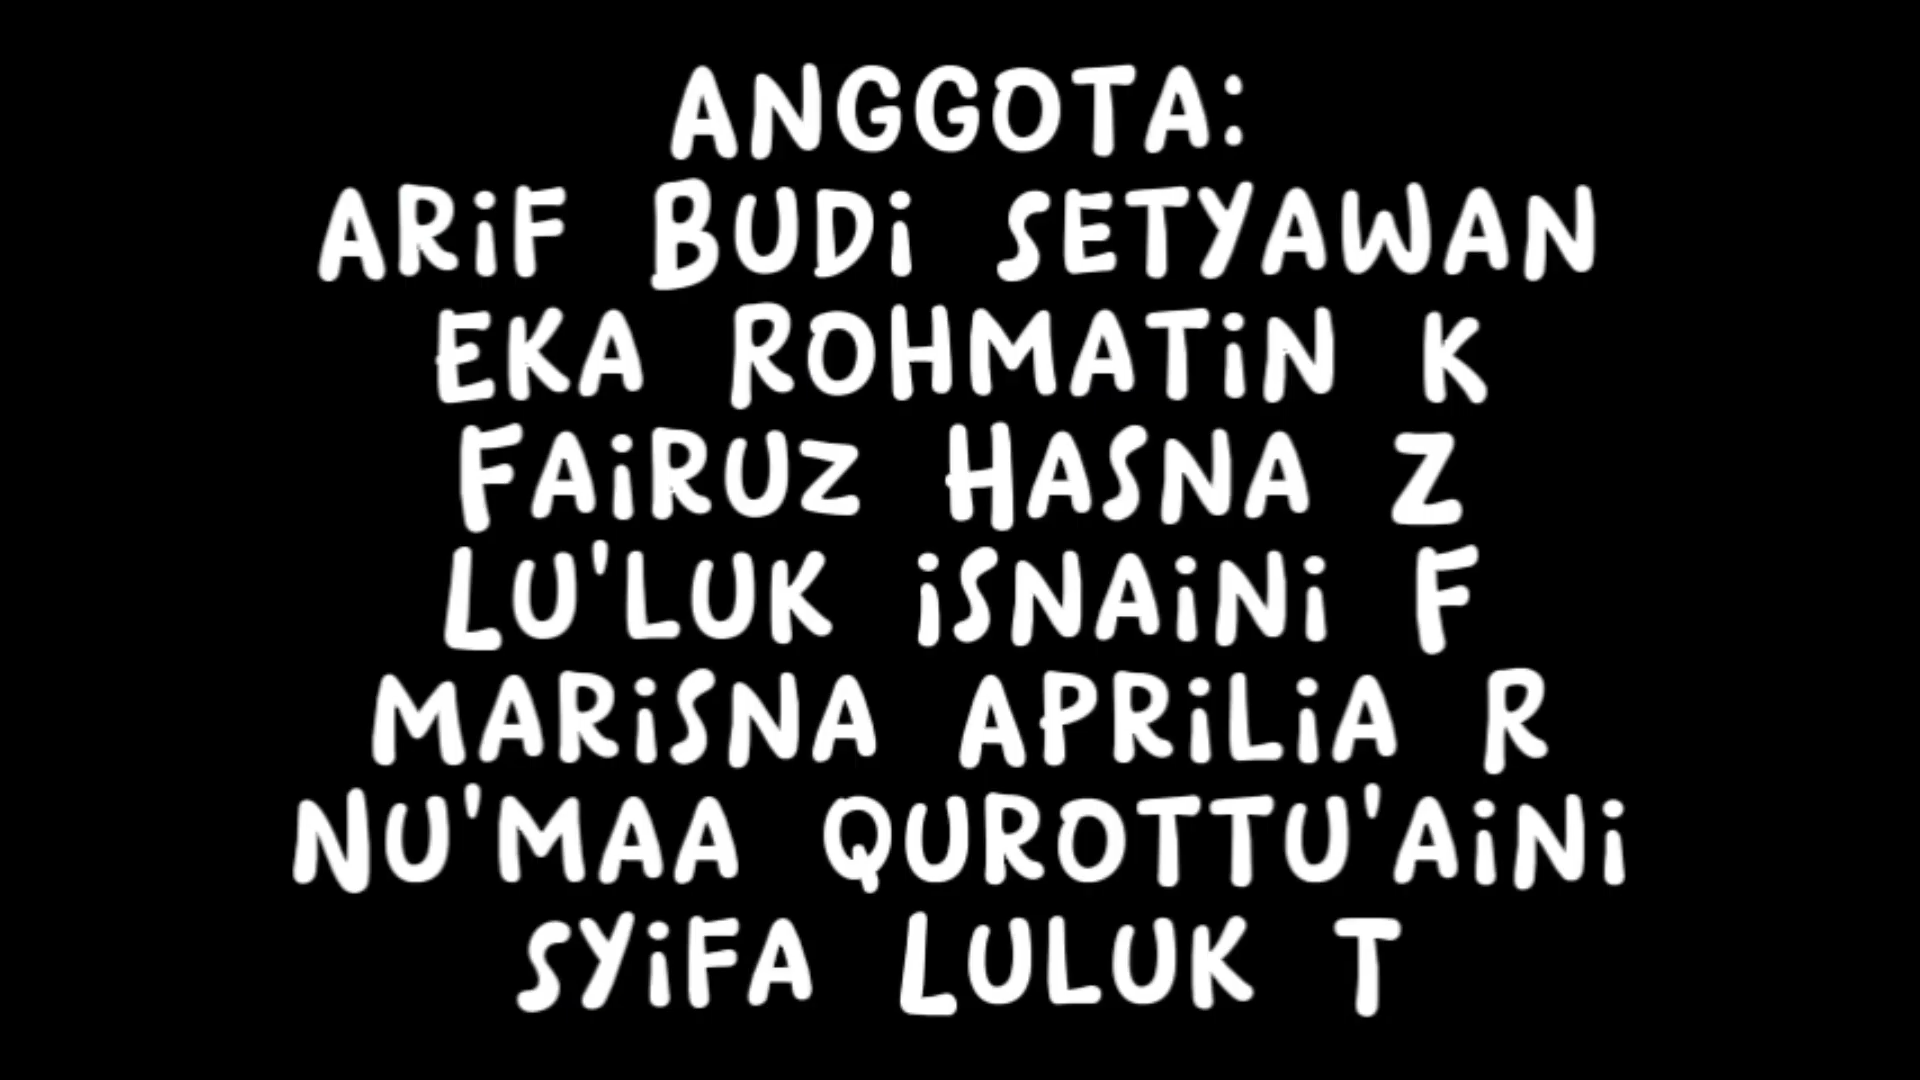 ANGGOTA:
ARiF BUDi SETYAWAN
EKA ROHMATiN K
FAiRUZ HASNA Z
LU'LUK iSNAiNi F
MARiSNA APRiLiA R
NU'MAA QUROTTU'AiNi
SYiFA LULUK T